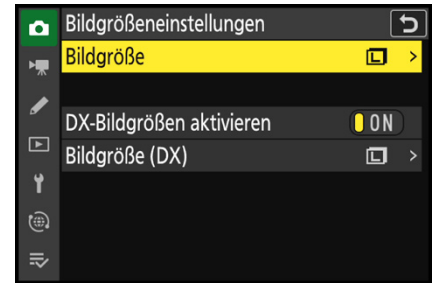 Bildgrößeneinstellungen
Bildgröße L
DX-Bildgrößen aktivieren ON
Bildgröße (DX) L